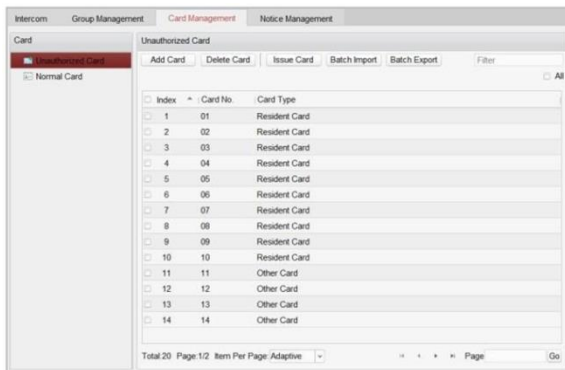 Intercom Group Management Card Management Notice Management
Card Unauthorized Card
Unauthorized Card Add Card Delete Card Issue Card Batch Import Batch Export Filter
Normal Card All
Index Card No. Card Type
1 01 Resident Card
2 02 Resident Card
3 03 Resident Card
4 04 Resident Card
5 05 Resident Card
6 06 Resident Card
7 07 Resident Card
8 08 Resident Card
9 09 Resident Card
10 10 Resident Card
11 11 Other Card
12 12 Other Card
13 13 Other Card
14 14 Other Card
Total:20 Page:1/2 Item Per Page: Adaptive Page Go